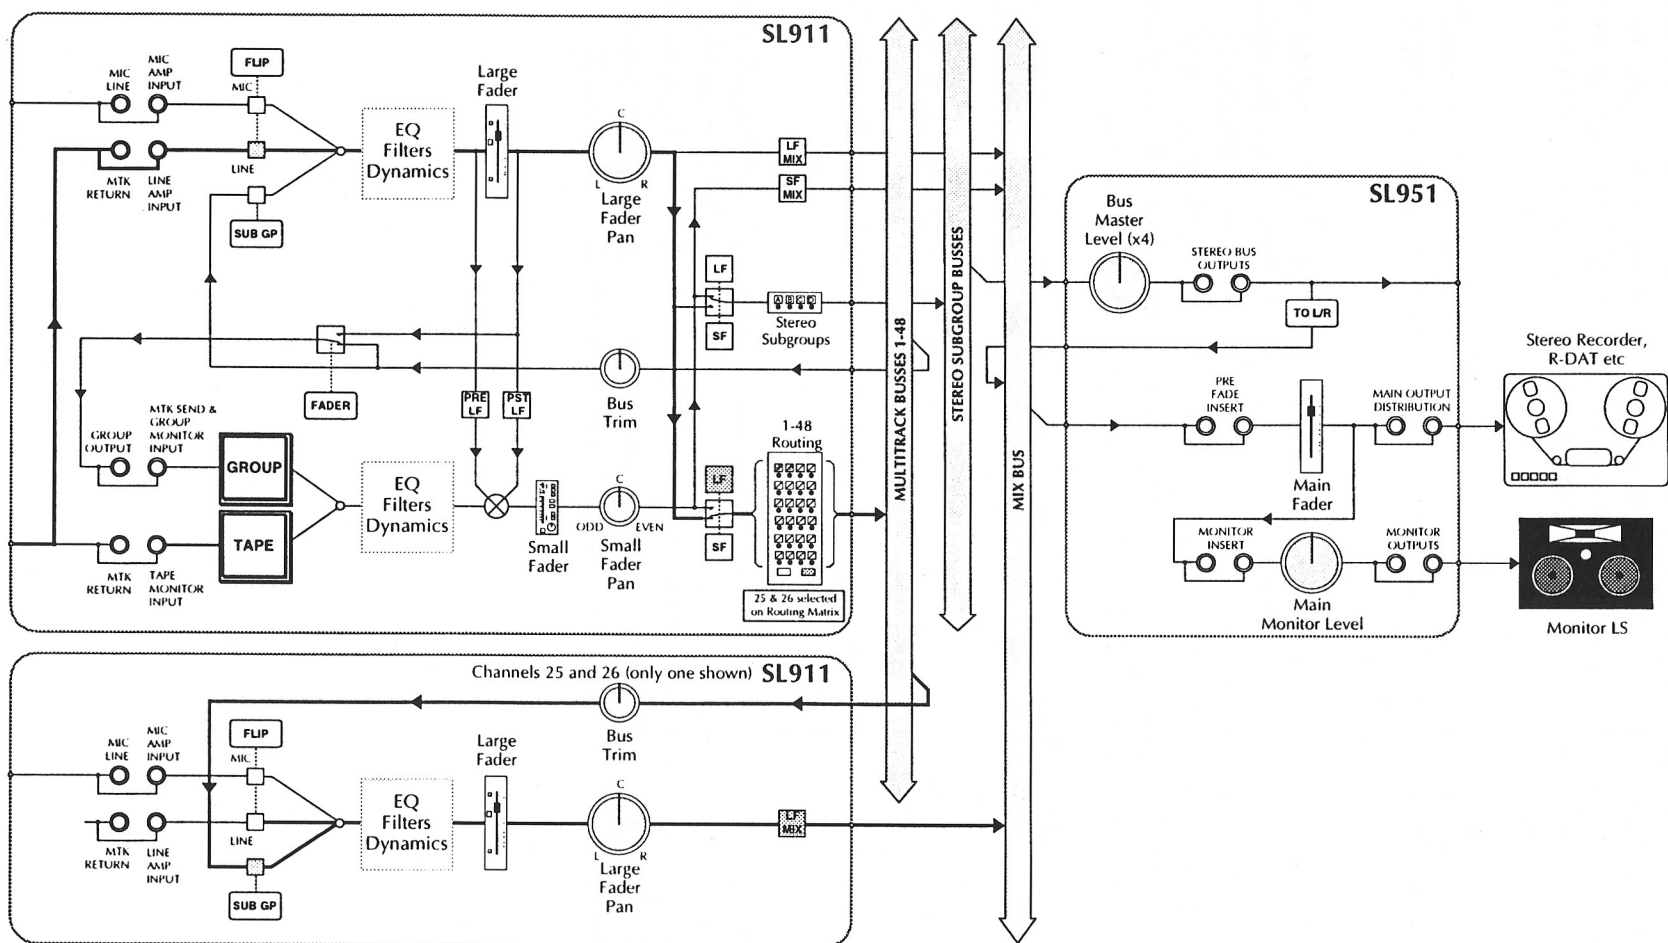 SL911
FLIP
MIC
LINE
MIC
AMP
INPUT
MIC
Large
Fader
C
EQ
Filters
Dynamics
LF
MIX
MTK
RETURN
LINE
AMP
INPUT
LINE
SUB GP
L
R
Large
Fader
Pan
SF
MIX
LF
A B C D
SF
Stereo
Subgroups
FADER
PRE
LF
PST
LF
Bus
Trim
1-48
Routing
GROUP
OUTPUT
MTK SEND &
GROUP
MONITOR
INPUT
GROUP
EQ
Filters
Dynamics
C
LF
ODD
EVEN
TAPE
Small
Fader
Small
Fader
Pan
SF
MTK
RETURN
TAPE
MONITOR
INPUT
25 & 26 selected
on Routing Matrix
MULTITRACK BUSSES 1-48
STEREO SUBGROUP BUSSES
MIX BUS
SL951
Bus
Master
Level (x4)
STEREO BUS
OUTPUTS
TO L/R
PRE
FADE
INSERT
MAIN OUTPUT
DISTRIBUTION
Main
Fader
MONITOR
INSERT
MONITOR
OUTPUTS
Main
Monitor Level
Stereo Recorder,
R-DAT etc
Monitor LS
Channels 25 and 26 (only one shown) SL911
FLIP
MIC
LINE
MIC
AMP
INPUT
MIC
Large
Fader
Bus
Trim
C
EQ
Filters
Dynamics
LF
MIX
MTK
RETURN
LINE
AMP
INPUT
LINE
SUB GP
L
R
Large
Fader
Pan